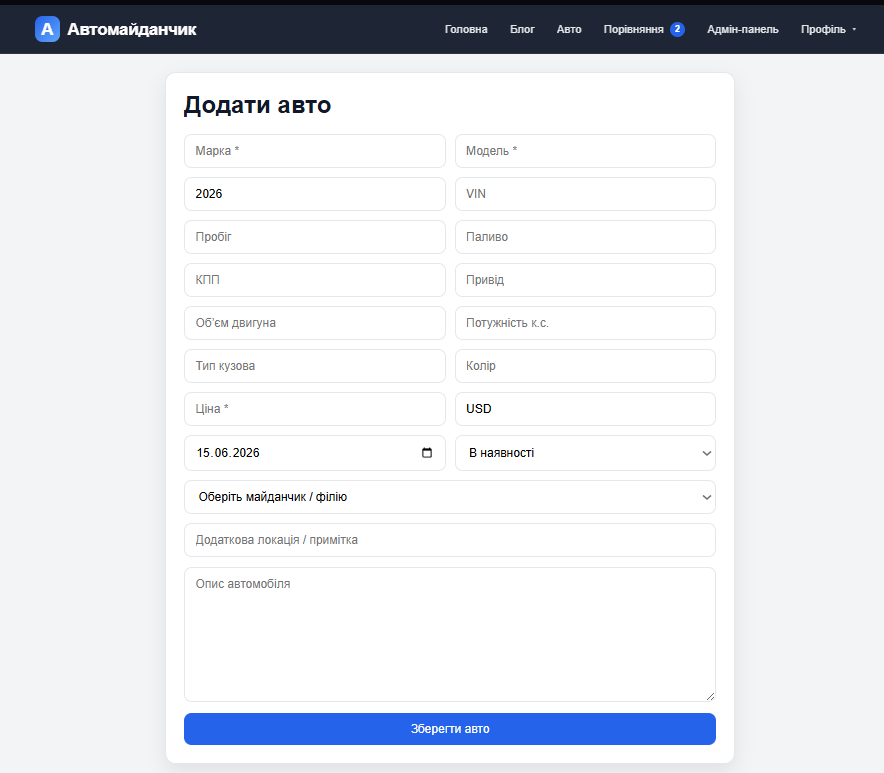 А Автомайданчик Головна Блог Авто Порівняння 2 Адмін-панель Профіль
Додати авто
Марка * Модель *
2026 VIN
Пробіг Паливо
КПП Привід
Об'єм двигуна Потужність к.с.
Тип кузова Колір
Ціна * USD
15.06.2026 В наявності
Оберіть майданчик / філію
Додаткова локація / примітка
Опис автомобіля
Зберегти авто